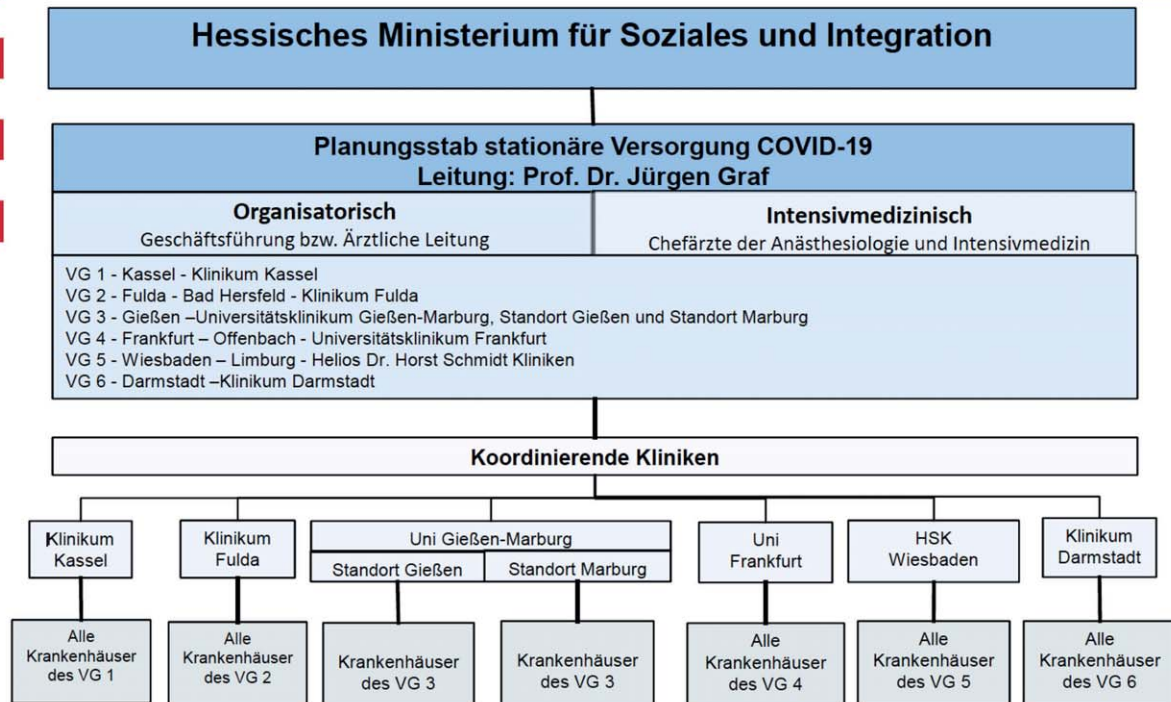 Hessisches Ministerium für Soziales und Integration
Planungsstab stationäre Versorgung COVID-19
Leitung: Prof. Dr. Jürgen Graf
Organisatorisch
Geschäftsführung bzw. Ärztliche Leitung
Intensivmedizinisch
Chefärzte der Anästhesiologie und Intensivmedizin
VG 1 - Kassel - Klinikum Kassel
VG 2 - Fulda - Bad Hersfeld - Klinikum Fulda
VG 3 - Gießen –Universitätsklinikum Gießen-Marburg, Standort Gießen und Standort Marburg
VG 4 - Frankfurt – Offenbach - Universitätsklinikum Frankfurt
VG 5 - Wiesbaden – Limburg - Helios Dr. Horst Schmidt Kliniken
VG 6 - Darmstadt –Klinikum Darmstadt
Koordinierende Kliniken
Klinikum
Kassel
Klinikum
Fulda
Uni Gießen-Marburg
Standort Gießen
Standort Marburg
Uni
Frankfurt
HSK
Wiesbaden
Klinikum
Darmstadt
Alle
Krankenhäuser
des VG 1
Alle
Krankenhäuser
des VG 2
Krankenhäuser
des VG 3
Krankenhäuser
des VG 3
Alle
Krankenhäuser
des VG 4
Alle
Krankenhäuser
des VG 5
Alle
Krankenhäuser
des VG 6